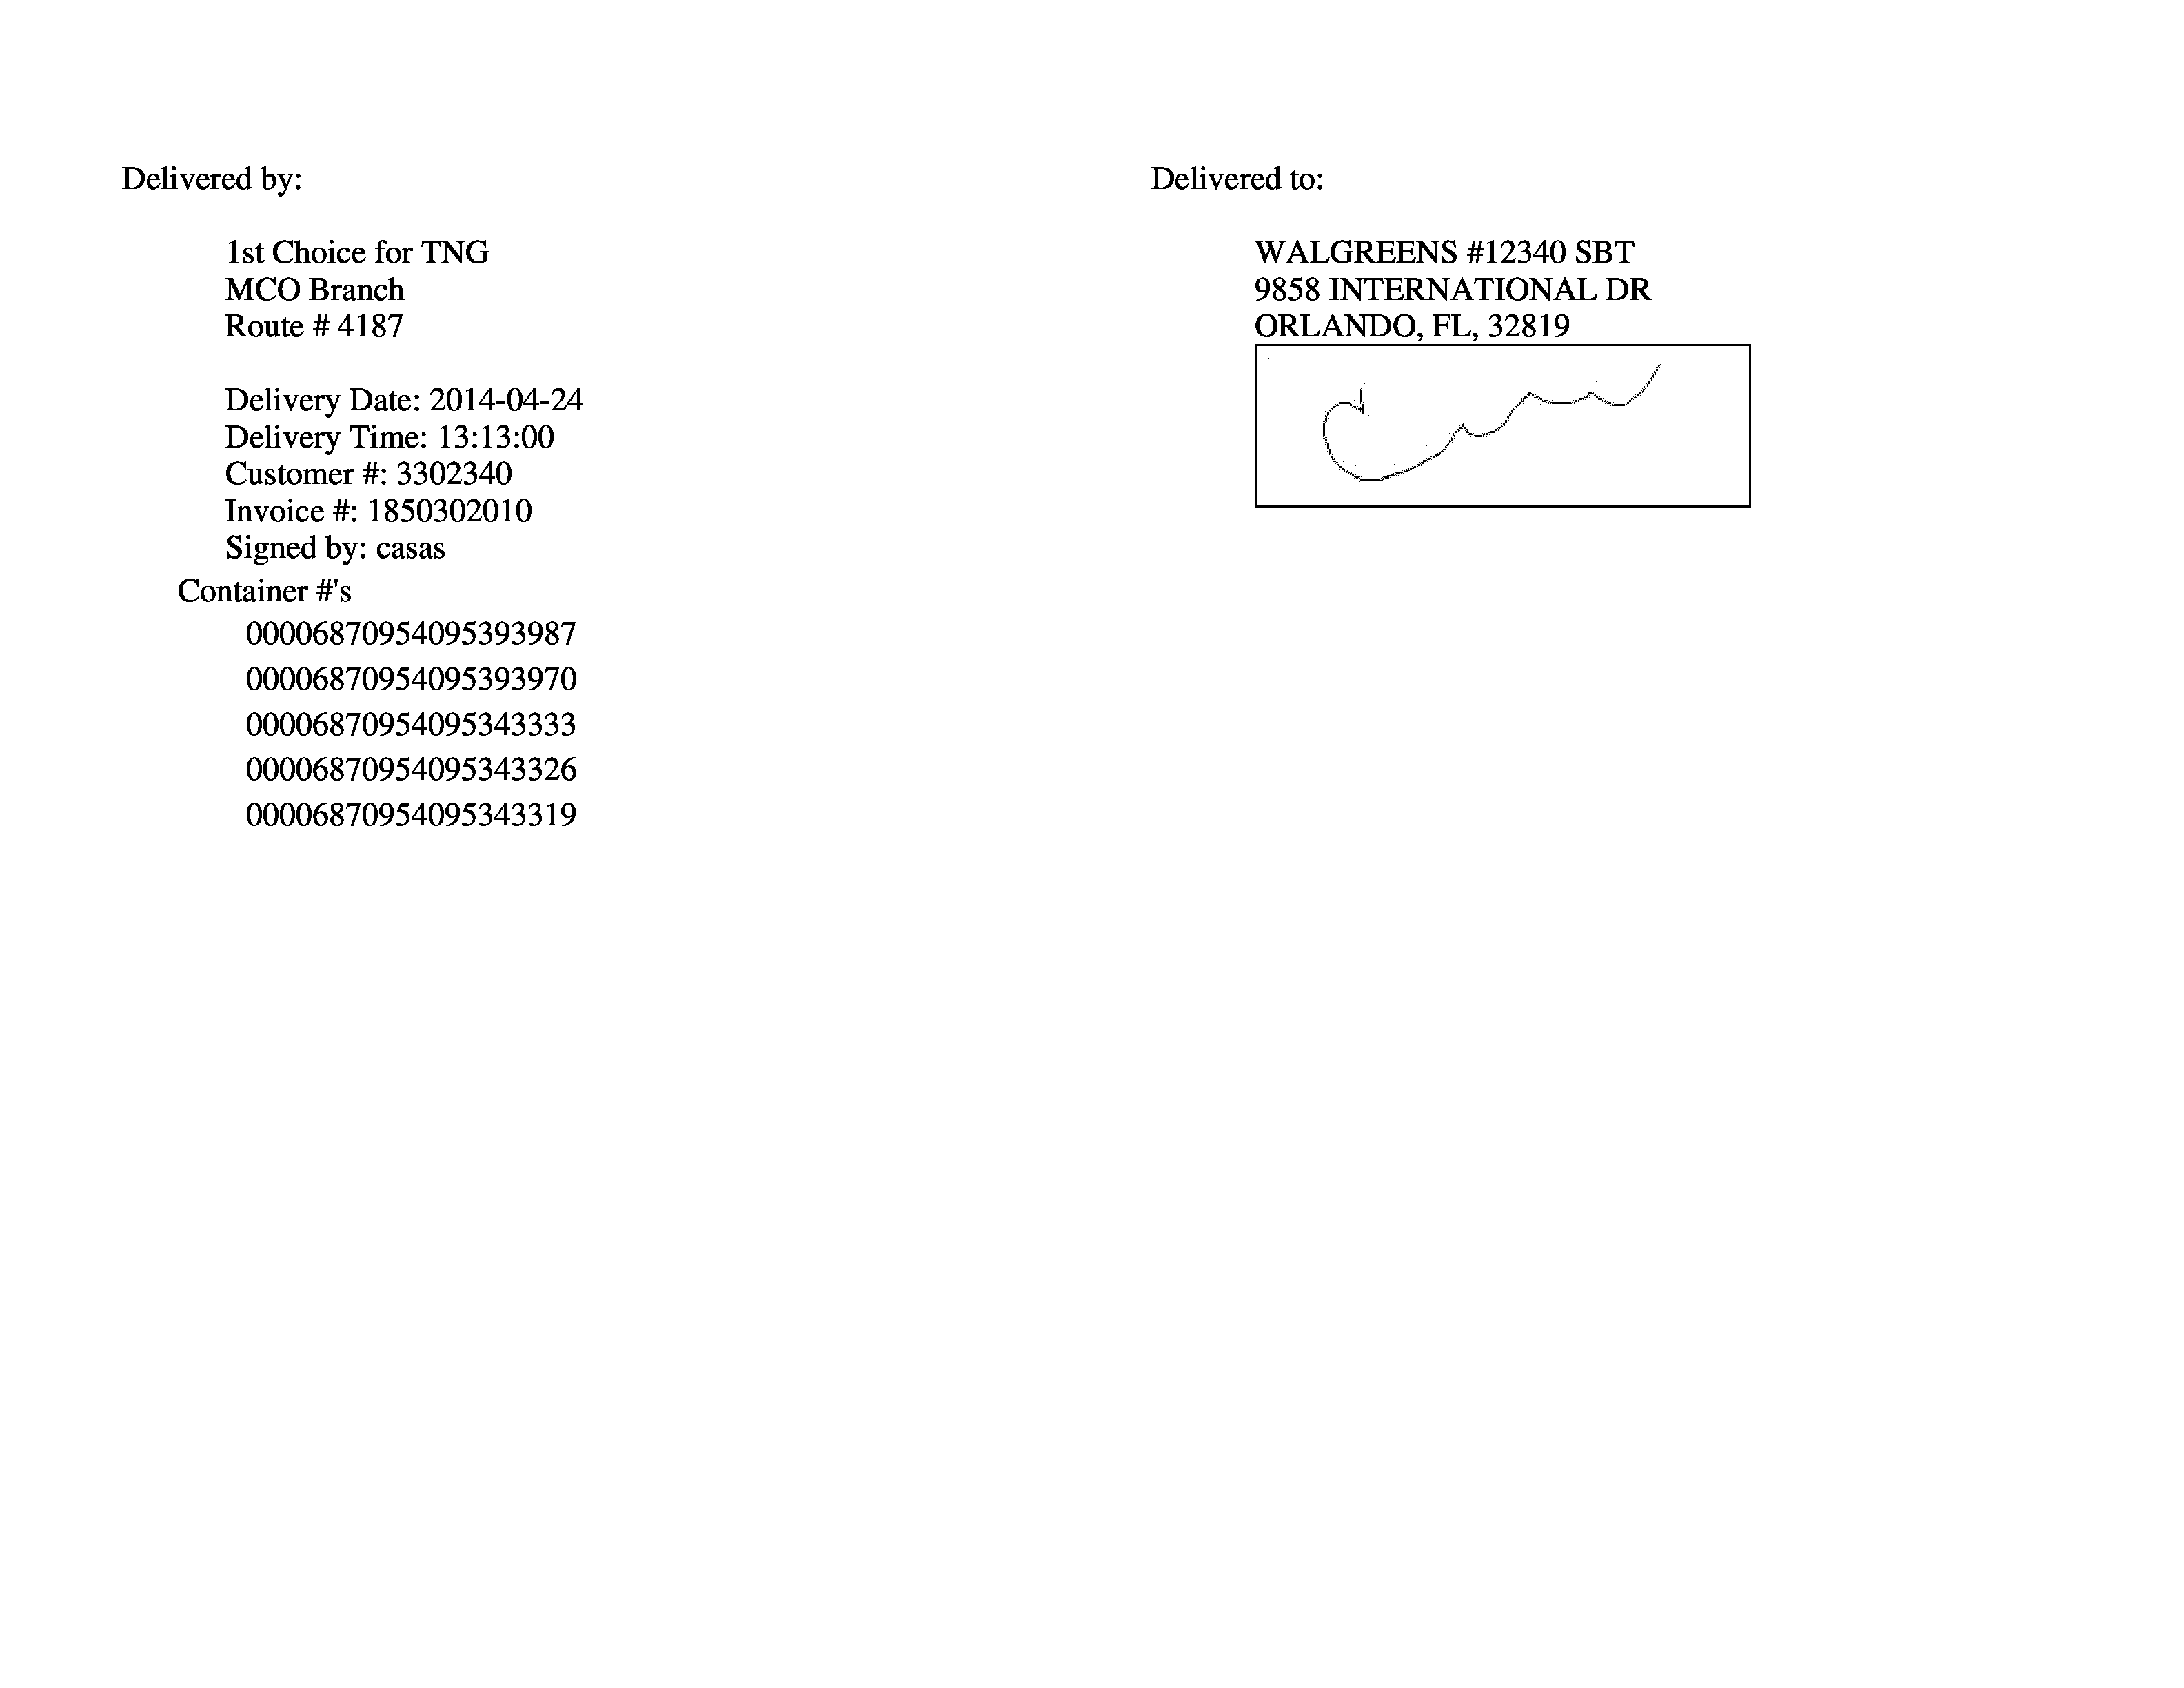 Delivered by:
1st Choice for TNG
MCO Branch
Route # 4187
Delivery Date: 2014-04-24
Delivery Time: 13:13:00
Customer #: 3302340
Invoice #: 1850302010
Signed by: casas
Container #'s
00006870954095393987
00006870954095393970
00006870954095343333
00006870954095343326
00006870954095343319
Delivered to:
WALGREENS #12340 SBT
9858 INTERNATIONAL DR
ORLANDO, FL, 32819